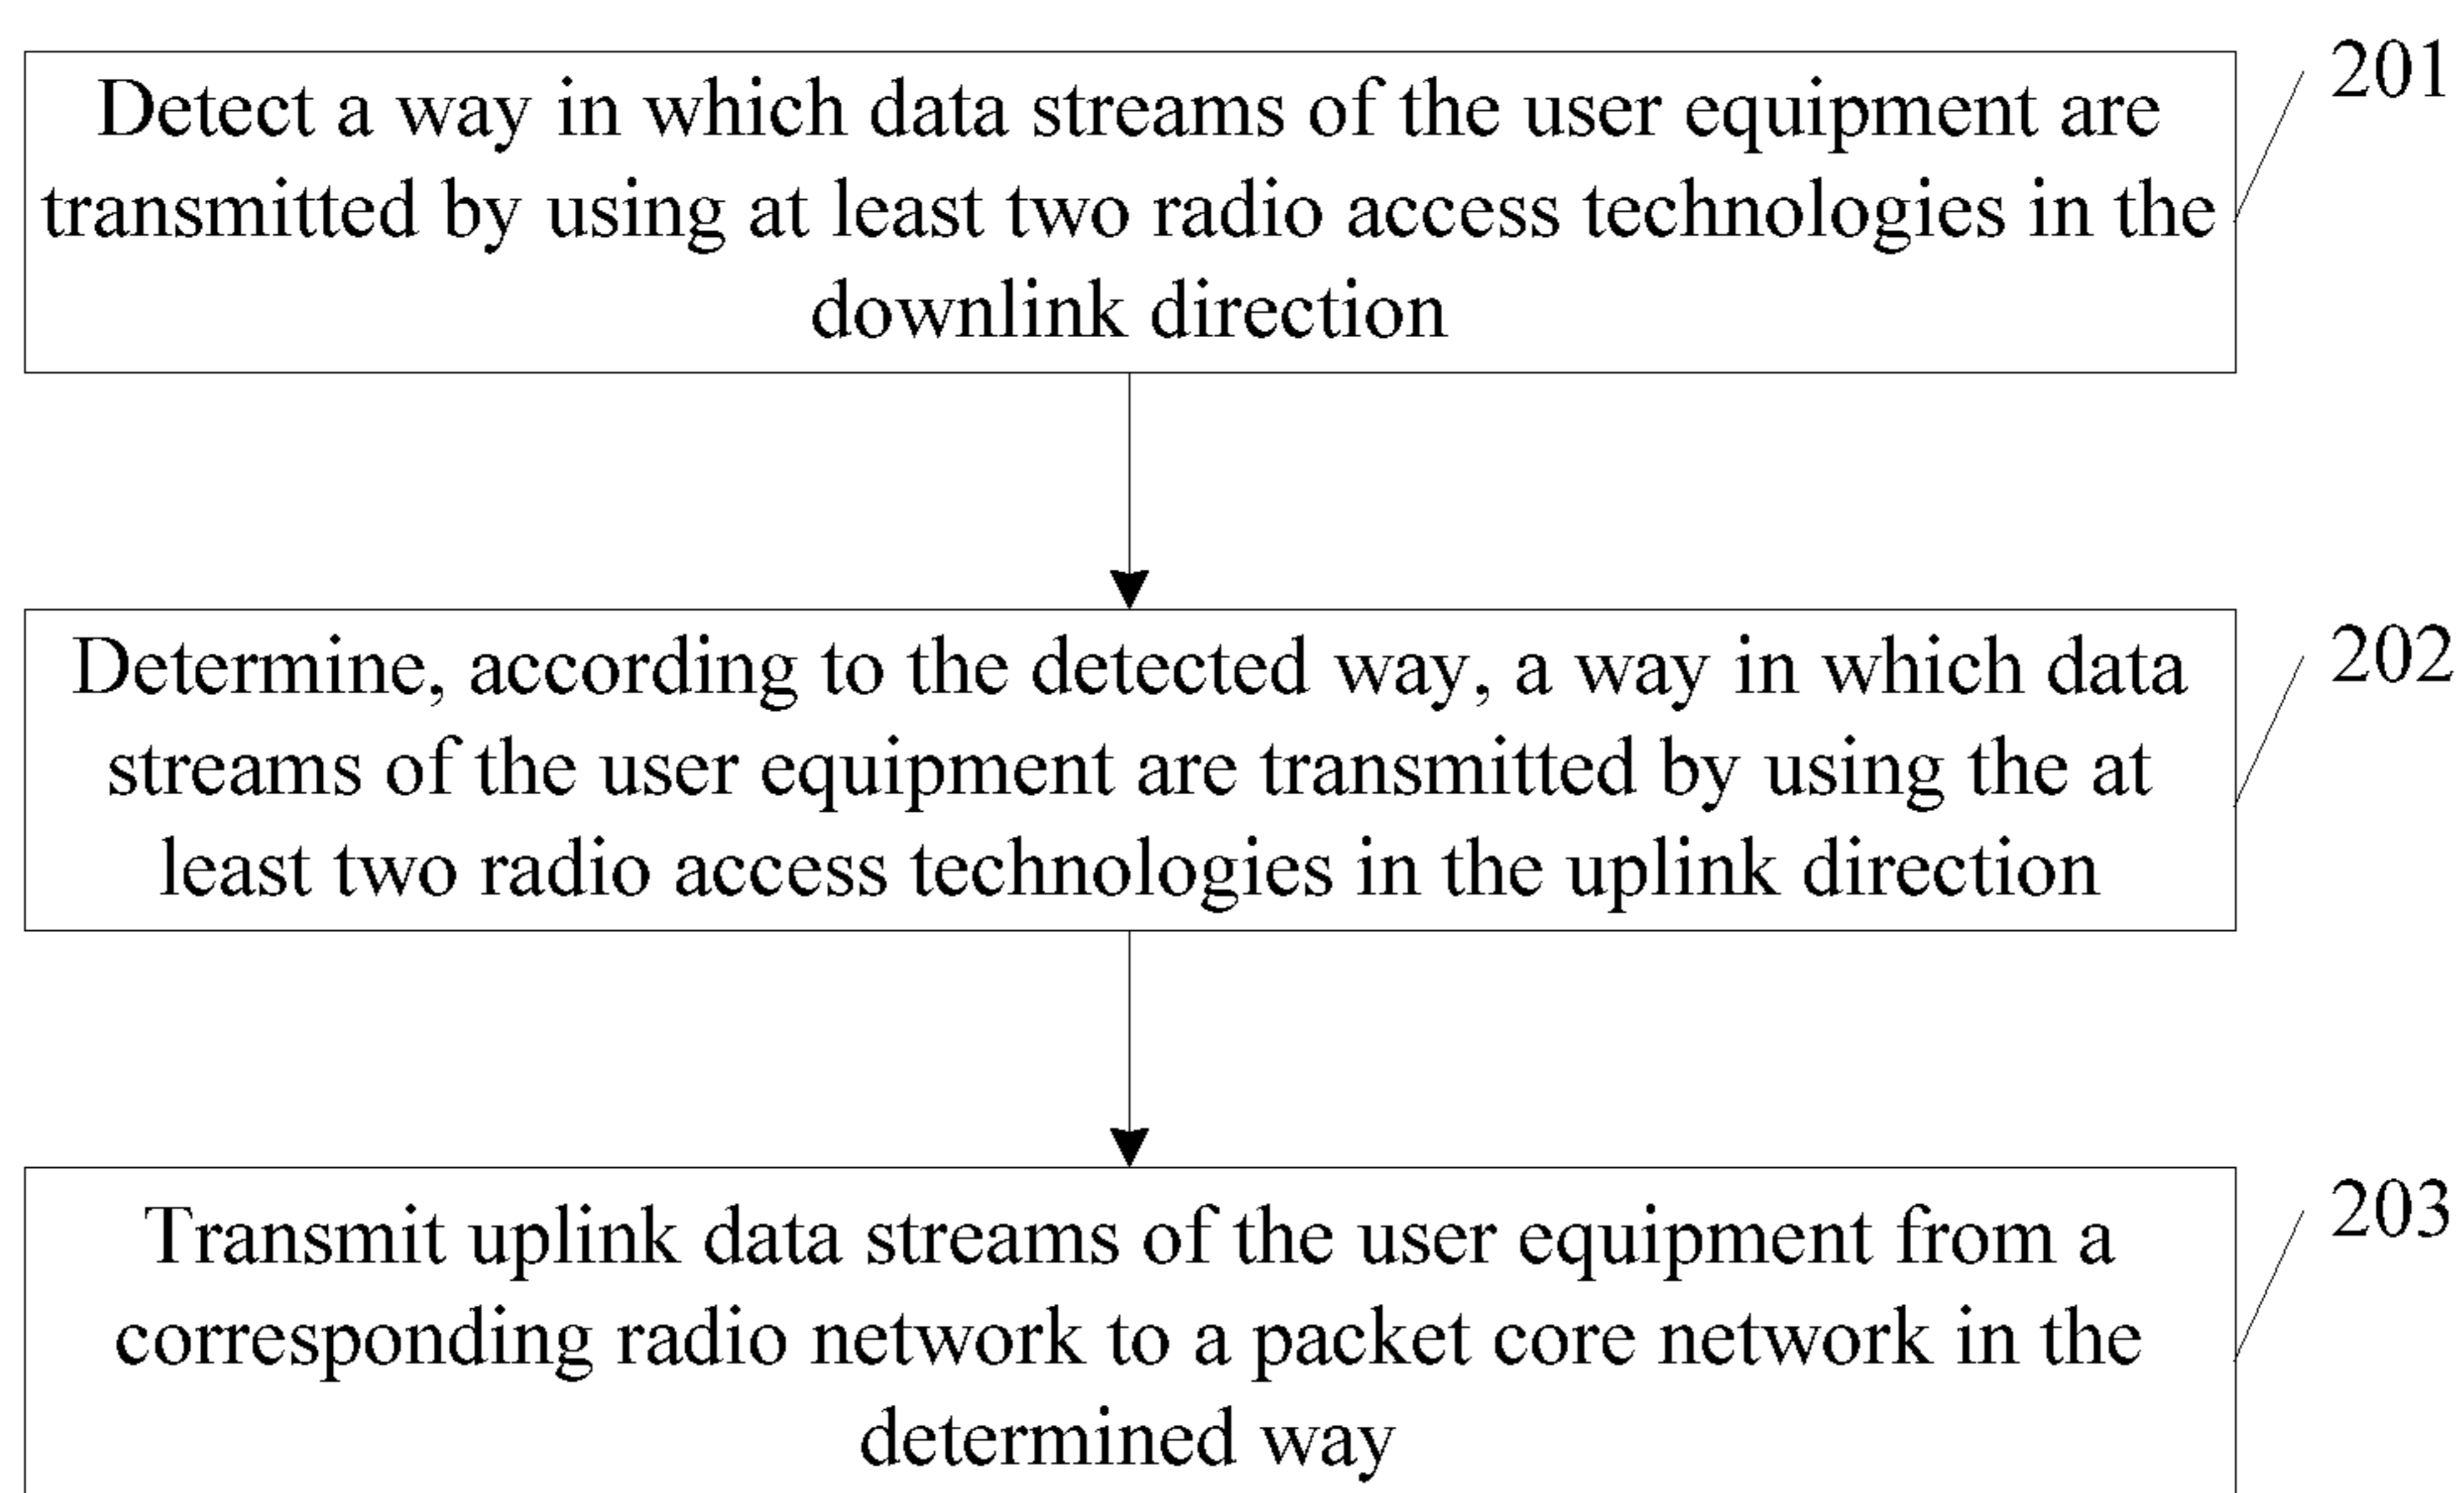 Detect a way in which data streams of the user equipment are
transmitted by using at least two radio access technologies in the
downlink direction
201
Determine, according to the detected way, a way in which data
streams of the user equipment are transmitted by using the at
least two radio access technologies in the uplink direction
202
Transmit uplink data streams of the user equipment from a
corresponding radio network to a packet core network in the
determined way
203